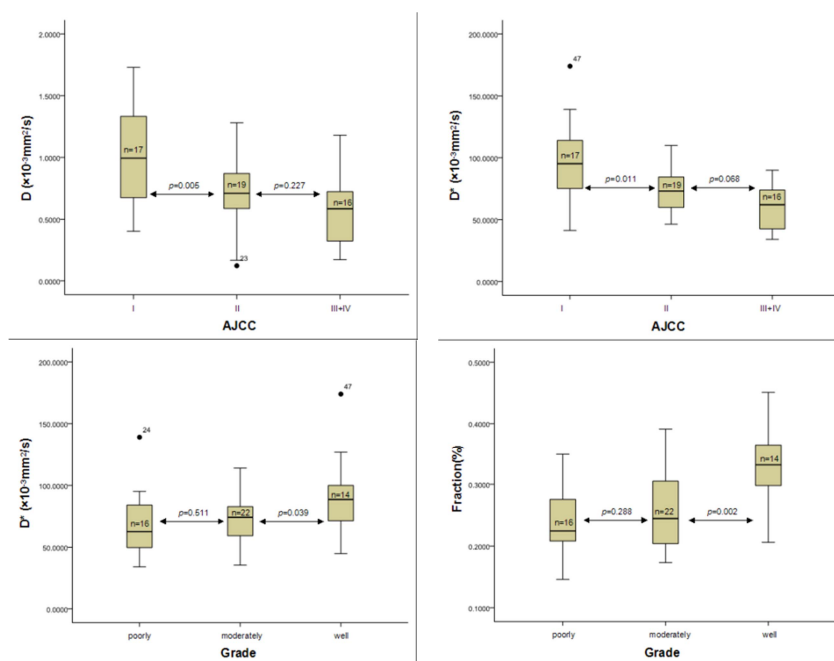 2.0000
1.5000
1.0000
0.5000
0.0000
D (×10⁻³mm²/s)
n=17
p=0.005
n=19
p=0.227
n=16
23
I
II
III+IV
AJCC
200.0000
150.0000
100.0000
50.0000
0.0000
D* (×10⁻³mm²/s)
47
n=17
p=0.011
n=19
p=0.068
n=16
I
II
III+IV
AJCC
200.0000
150.0000
100.0000
50.0000
0.0000
D* (×10⁻³mm²/s)
24
47
n=16
p=0.511
n=22
p=0.039
n=14
poorly
moderately
well
Grade
0.5000
0.4000
0.3000
0.2000
0.1000
Fraction(%)
n=16
p=0.288
n=22
p=0.002
n=14
poorly
moderately
well
Grade